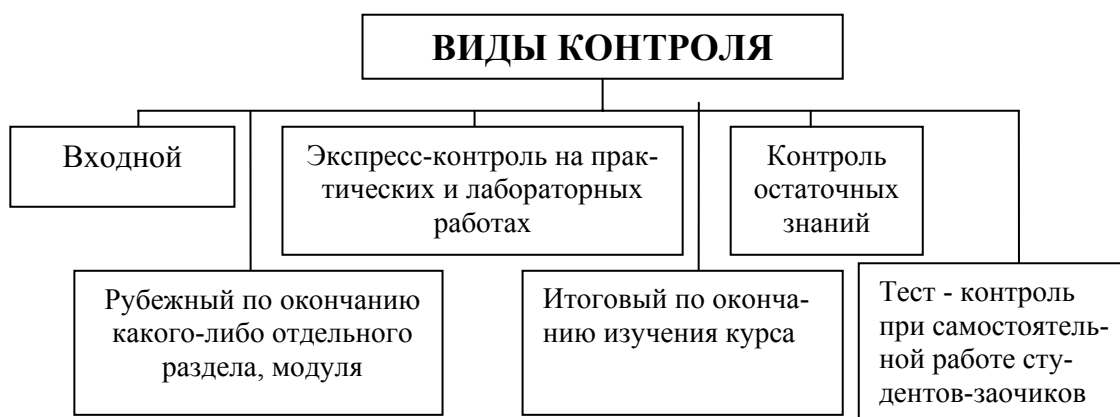 ВИДЫ КОНТРОЛЯ
Входной
Экспресс-контроль на прак-
тических и лабораторных
работах
Контроль
остаточных
знаний
Рубежный по окончанию
какого-либо отдельного
раздела, модуля
Итоговый по оконча-
нию изучения курса
Тест - контроль
при самостоятель-
ной работе сту-
дентов-заочиков